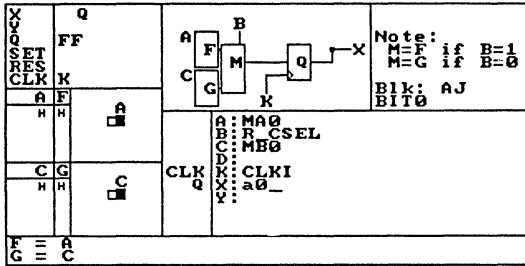 X Q
Y
Q FF
SET
RES
CLK K
A F
H H
A
C G
H H
C
B
A F
M Q X
C G
K
Note:
M=F if B=1
M=G if B=0
Blk: AJ
BIT0
A: MA0
B: R_CSEL
C: MB0
D:
CLK K: CLKI
Q X: a0_
Y:
F = A
G = C